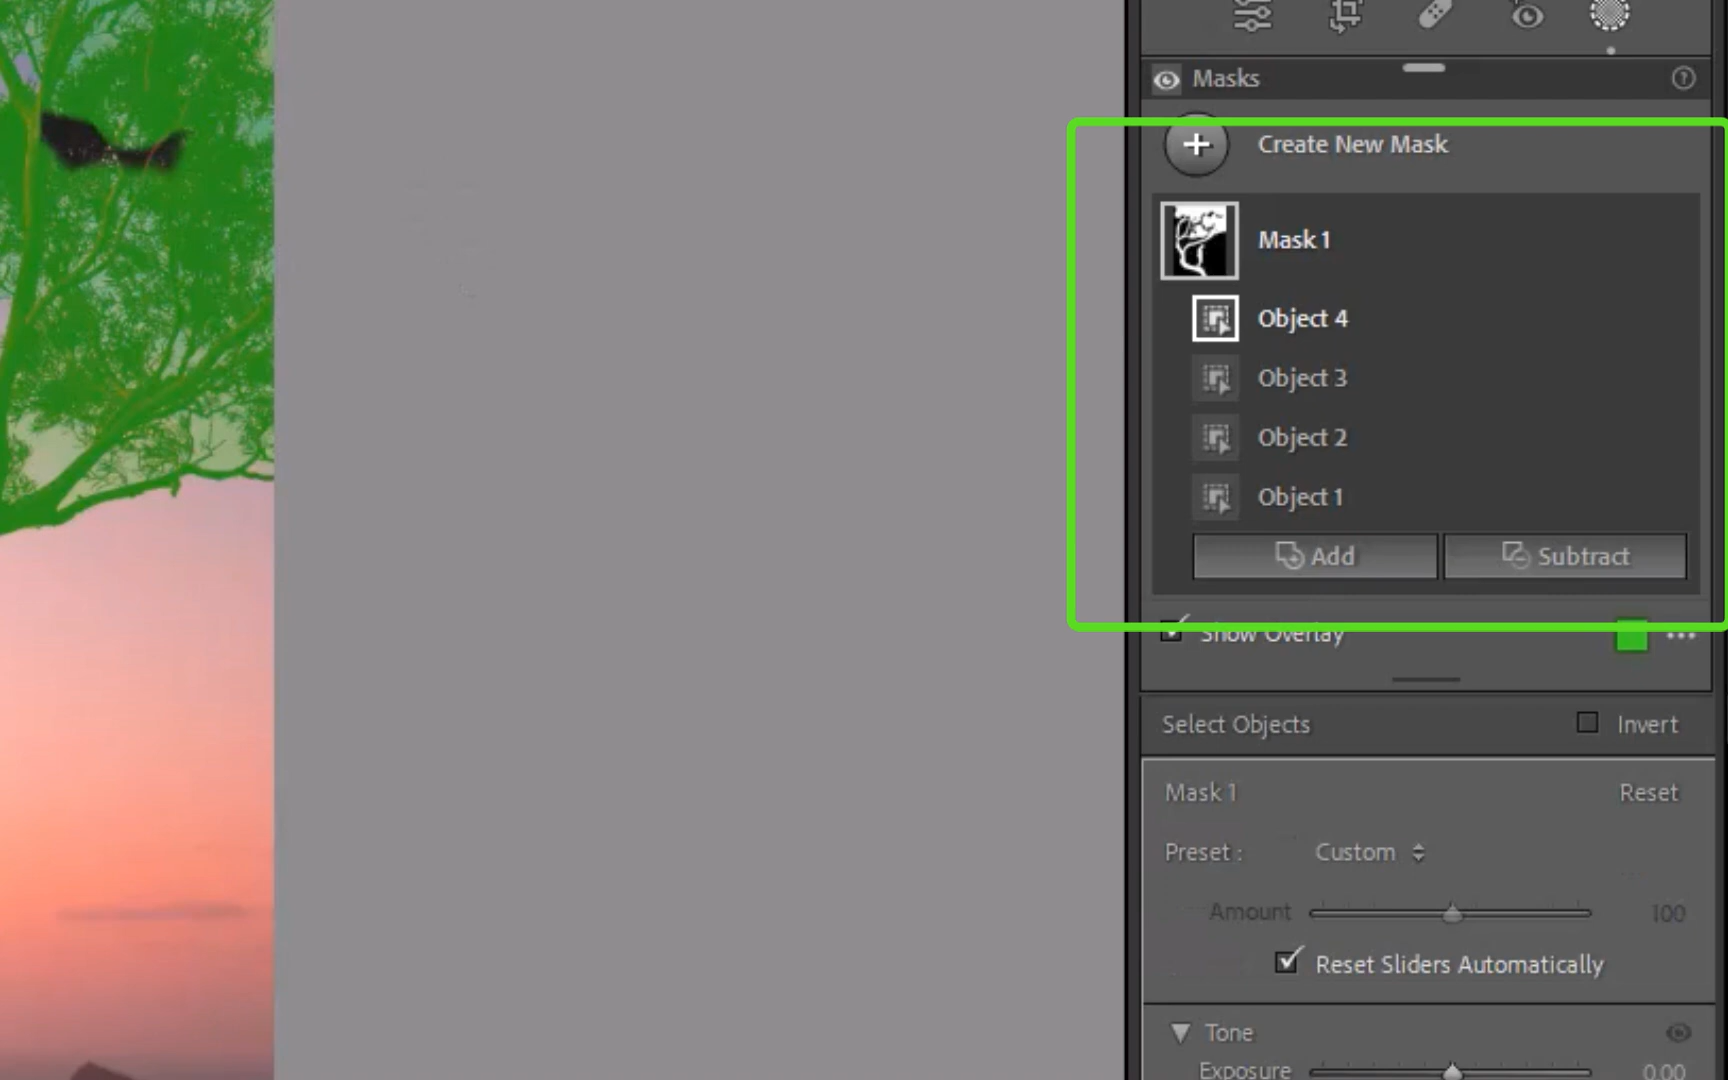 Masks
Create New Mask
Mask 1
Object 4
Object 3
Object 2
Object 1
Add Subtract
Show Overlay
Select Objects Invert
Mask 1 Reset
Preset : Custom
Amount 100
Reset Sliders Automatically
Tone
Exposure 0.00